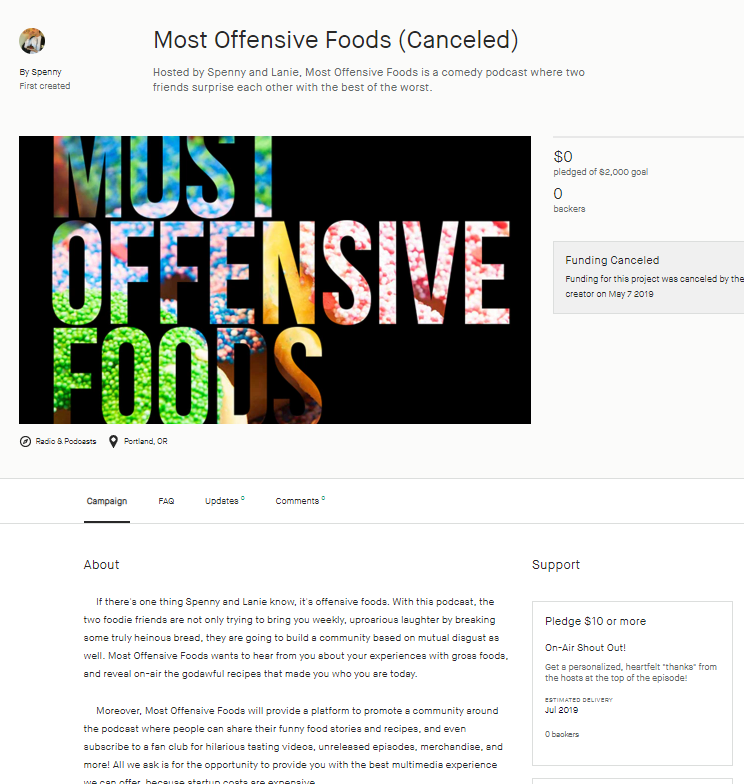 Most Offensive Foods (Canceled)
By Spenny
First created
Hosted by Spenny and Lanie, Most Offensive Foods is a comedy podcast where two
friends surprise each other with the best of the worst.
MOST
OFFENSIVE
FOODS
$0
pledged of $2,000 goal
0
backers
Funding Canceled
Funding for this project was canceled by the
creator on May 7 2019
Radio & Podcasts
Portland, OR
Campaign
FAQ
Updates 0
Comments 0
About
If there's one thing Spenny and Lanie know, it's offensive foods. With this podcast, the
two foodie friends are not only trying to bring you weekly, uproarious laughter by breaking
some truly heinous bread, they are going to build a community based on mutual disgust as
well. Most Offensive Foods wants to hear from you about your experiences with gross foods,
and reveal on-air the godawful recipes that made you who you are today.
Moreover, Most Offensive Foods will provide a platform to promote a community around
the podcast where people can share their funny food stories and recipes, and even
subscribe to a fan club for hilarious tasting videos, unreleased episodes, merchandise, and
more! All we ask is for the opportunity to provide you with the best multimedia experience
we can offer, because startup costs are expensive.
Support
Pledge $10 or more
On-Air Shout Out!
Get a personalized, heartfelt "thanks" from
the hosts at the top of the episode!
ESTIMATED DELIVERY
Jul 2019
0 backers